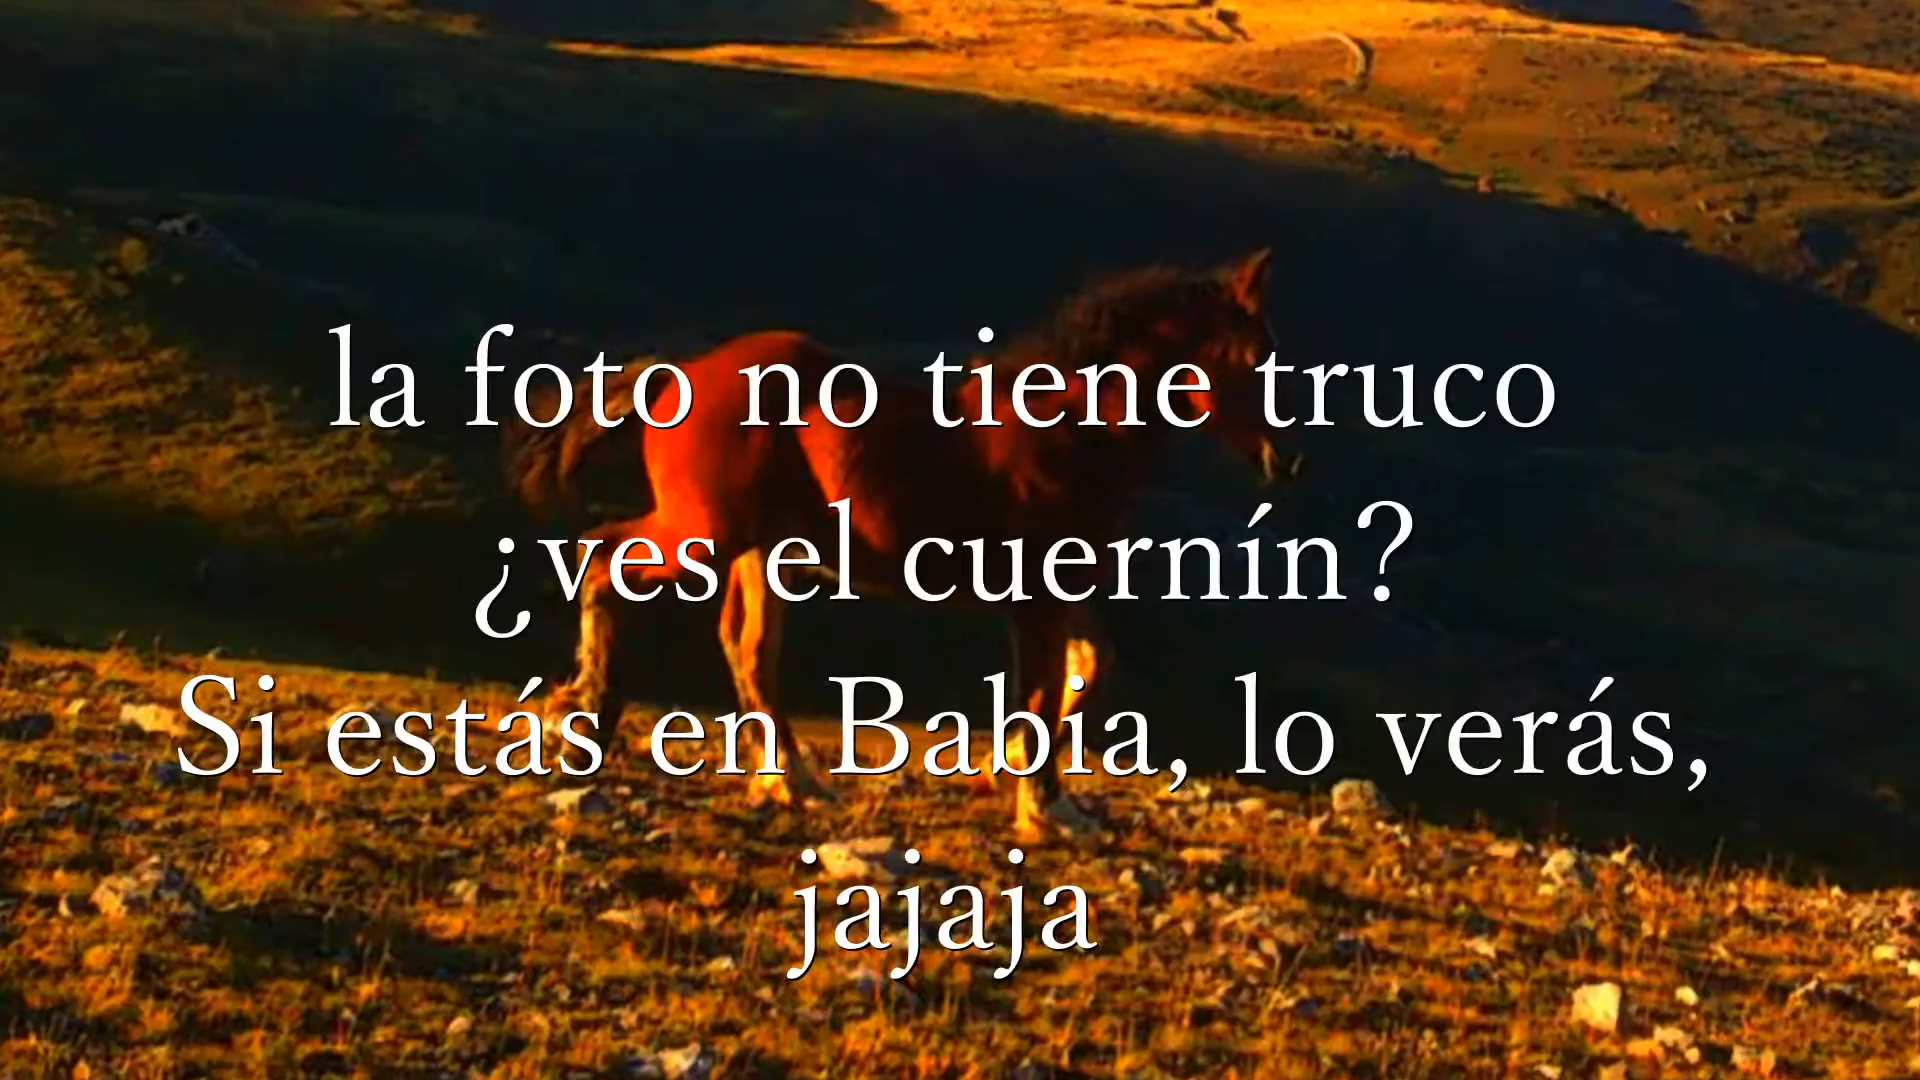 la foto no tiene truco
¿ves el cuernín?
Si estás en Babia, lo verás,
jajaja